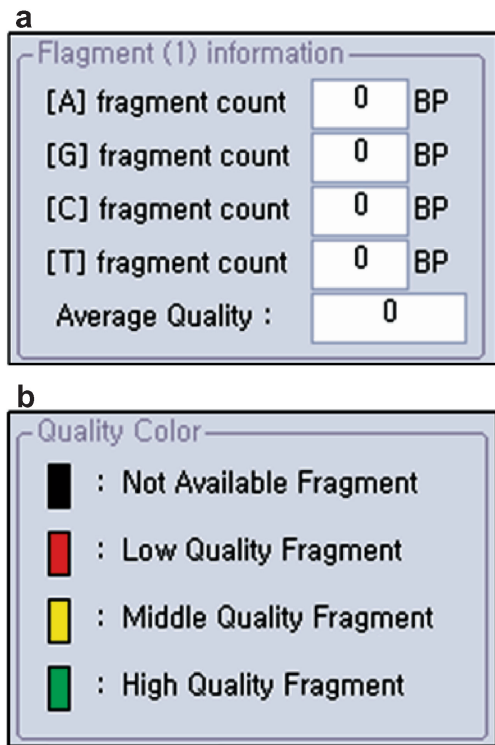 a
Flagment (1) information
[A] fragment count 0 BP
[G] fragment count 0 BP
[C] fragment count 0 BP
[T] fragment count 0 BP
Average Quality : 0
b
Quality Color
: Not Available Fragment
: Low Quality Fragment
: Middle Quality Fragment
: High Quality Fragment